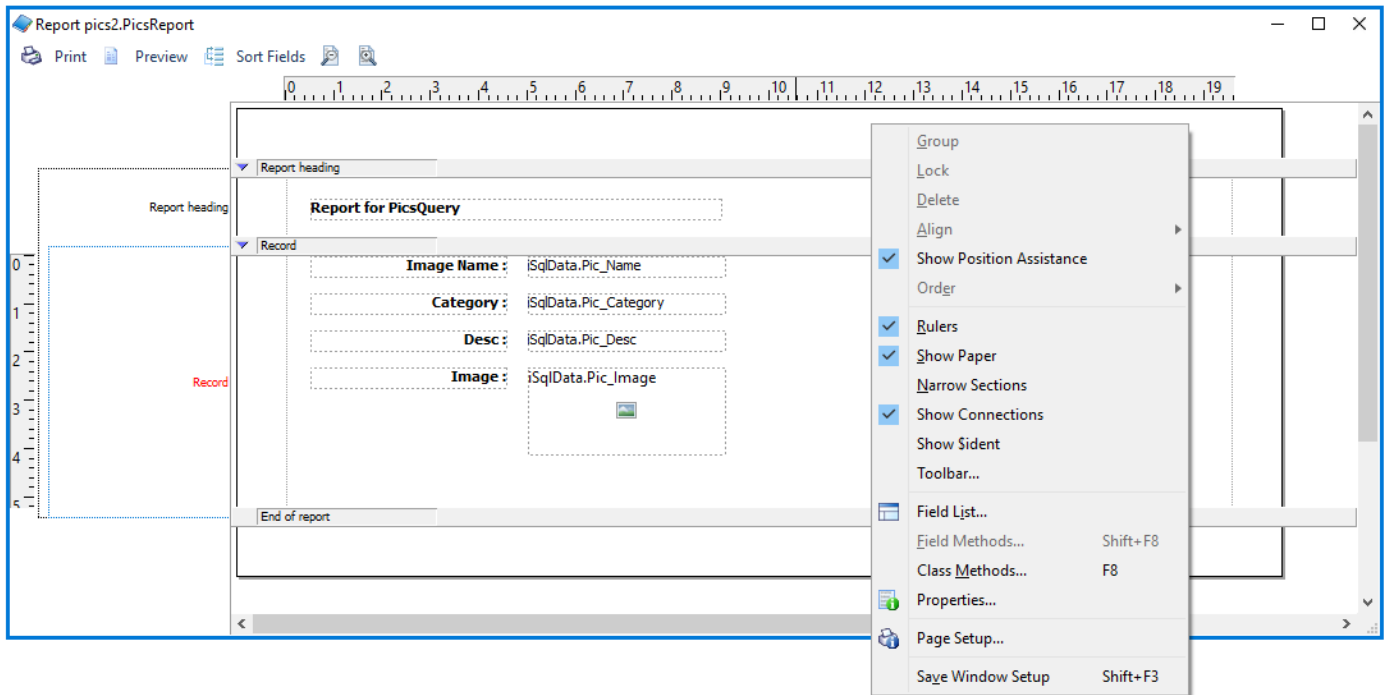 Report pics2.PicsReport
Print Preview Sort Fields
0 1 2 3 4 5 6 7 8 9 10 11 12 13 14 15 16 17 18 19
Report heading
Report heading
Report for PicsQuery
Record
0
1
2
3
4
5
Record
Image Name : iSqlData.Pic_Name
Category : iSqlData.Pic_Category
Desc : iSqlData.Pic_Desc
Image : iSqlData.Pic_Image
End of report
Group
Lock
Delete
Align
Show Position Assistance
Order
Rulers
Show Paper
Narrow Sections
Show Connections
Show $ident
Toolbar...
Field List...
Field Methods... Shift+F8
Class Methods... F8
Properties...
Page Setup...
Save Window Setup Shift+F3